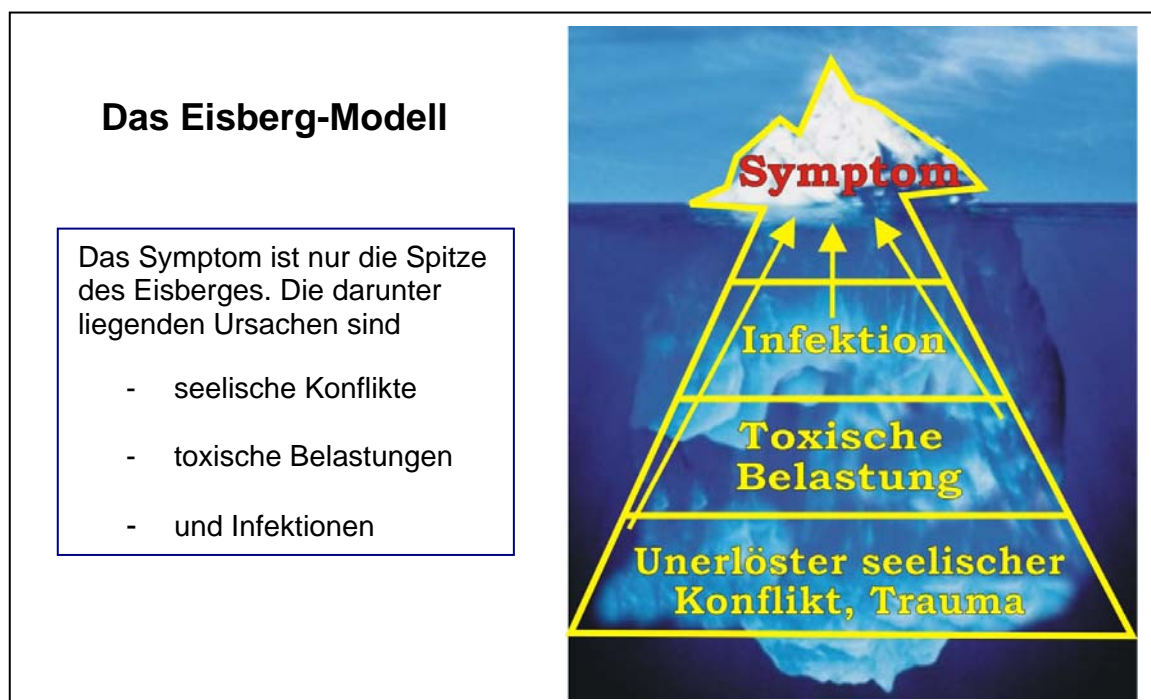 Das Eisberg-Modell
Das Symptom ist nur die Spitze
des Eisberges. Die darunter
liegenden Ursachen sind
- seelische Konflikte
- toxische Belastungen
- und Infektionen
Symptom
Infektion
Toxische
Belastung
Unerlöster seelischer
Konflikt, Trauma